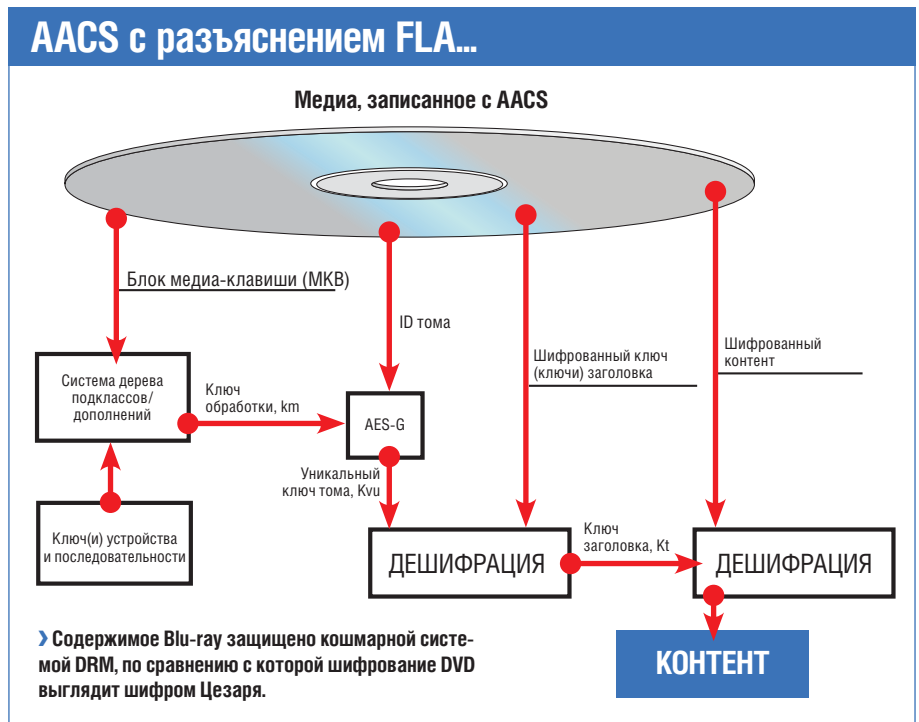 AACS с разъяснением FLA...
Медиа, записанное с AACS
Блок медиа-клавиши (MKB)
ID тома
Шифрованный ключ
(ключи) заголовка
Шифрованный
контент
Система дерева
подклассов/
дополнений
Ключ
обработки, km
AES-G
Уникальный
ключ тома, Kvu
Ключ(и) устройства
и последовательности
ДЕШИФРАЦИЯ
Ключ
заголовка, Kt
ДЕШИФРАЦИЯ
КОНТЕНТ
› Содержимое Blu-ray защищено кошмарной систе-
мой DRM, по сравнению с которой шифрование DVD
выглядит шифром Цезаря.